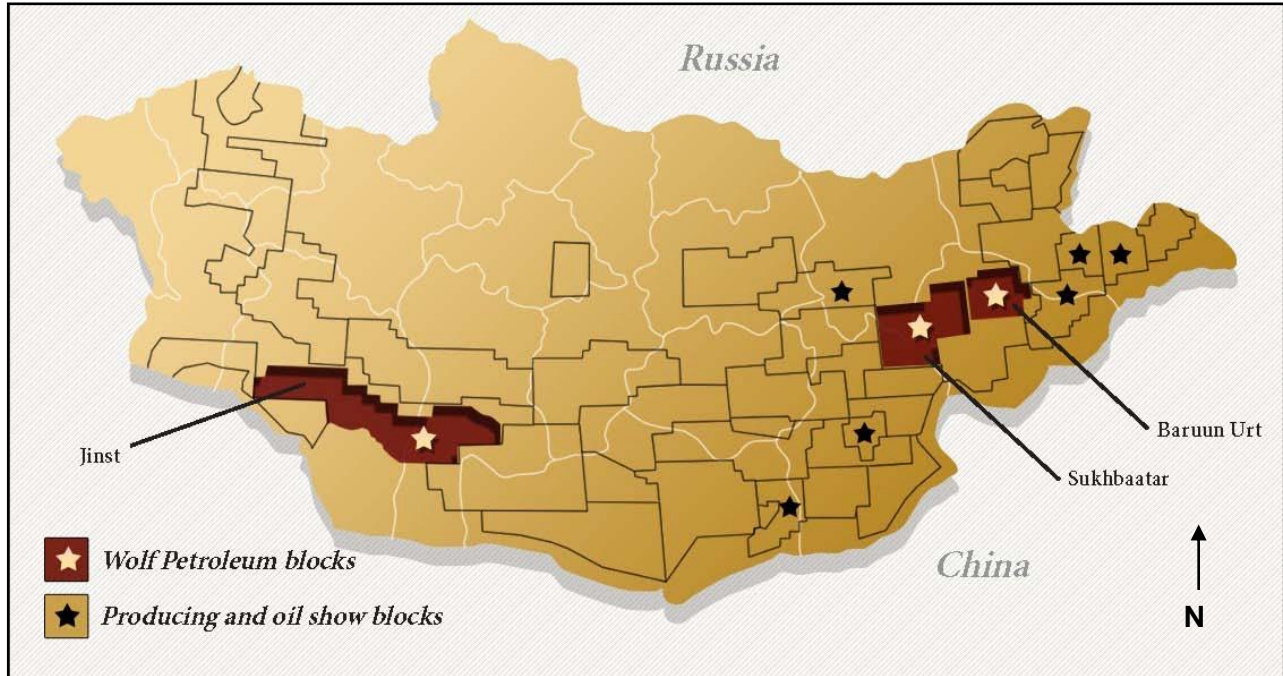 Russia
Jinst
Baruun Urt
Sukhbaatar
Wolf Petroleum blocks
China
Producing and oil show blocks
N